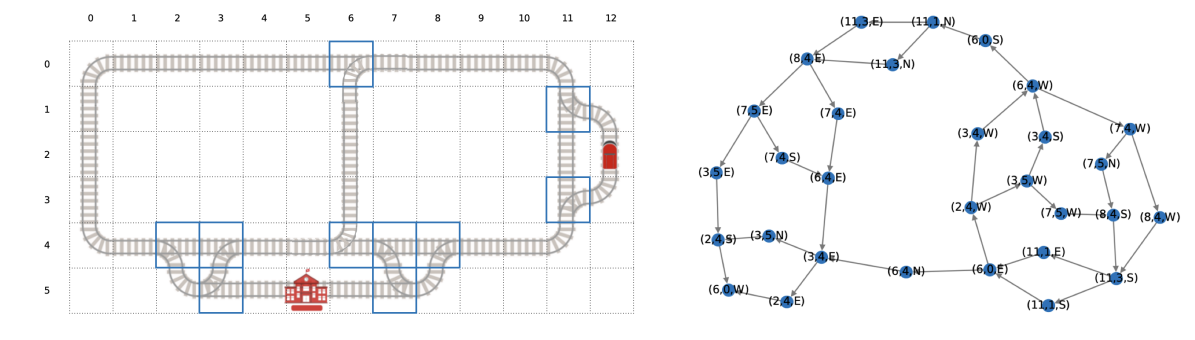 0 1 2 3 4 5 6 7 8 9 10 11 12
0
1
2
3
4
5
(11,3,E)
(11,1,N)
(6,0,S)
(8,4,E)
(11,3,N)
(6,4,W)
(7,5,E)
(7,4,E)
(3,4,W)
(3,4,S)
(7,4,W)
(7,4,S)
(7,5,N)
(3,5,E)
(6,4,E)
(3,5,W)
(2,4,W)
(7,5,W)
(8,4,S)
(8,4,W)
(2,4,S)
(3,5,N)
(3,4,E)
(11,1,E)
(6,4,N)
(6,0,E)
(11,3,S)
(6,0,W)
(2,4,E)
(11,1,S)